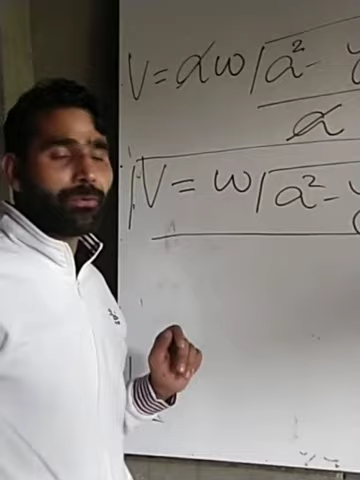 V = αω√a² - y
α
V = ω√a² - y